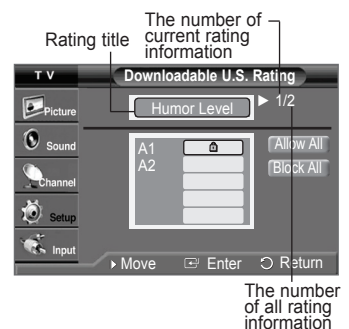 The number of
current rating
information
Rating title
T V
Downloadable U.S. Rating
Picture
Humor Level
▶ 1/2
Sound
A1
Allow All
A2
Block All
Channel
Setup
Input
Move
Enter
Return
The number
of all rating
information